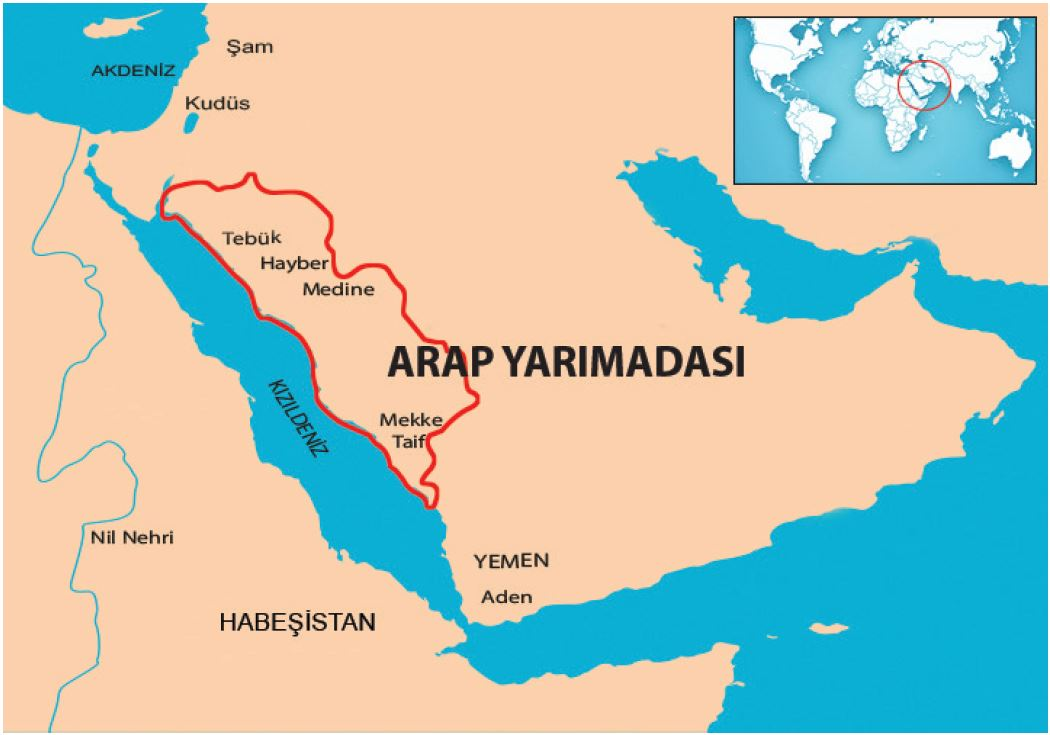 Şam
AKDENİZ
Kudüs
Tebük
Hayber
Medine
ARAP YARIMADASI
KIZILDENİZ
Mekke
Taif
Nil Nehri
YEMEN
Aden
HABEŞİSTAN